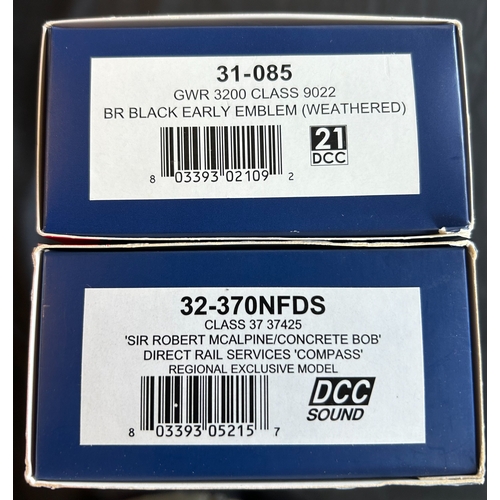 31-085
GWR 3200 CLASS 9022
BR BLACK EARLY EMBLEM (WEATHERED)
21
DCC
8 03393 02109 2
32-370NFDS
CLASS 37 37425
'SIR ROBERT MCALPINE/CONCRETE BOB'
DIRECT RAIL SERVICES 'COMPASS'
REGIONAL EXCLUSIVE MODEL
DCC
SOUND
8 03393 05215 7